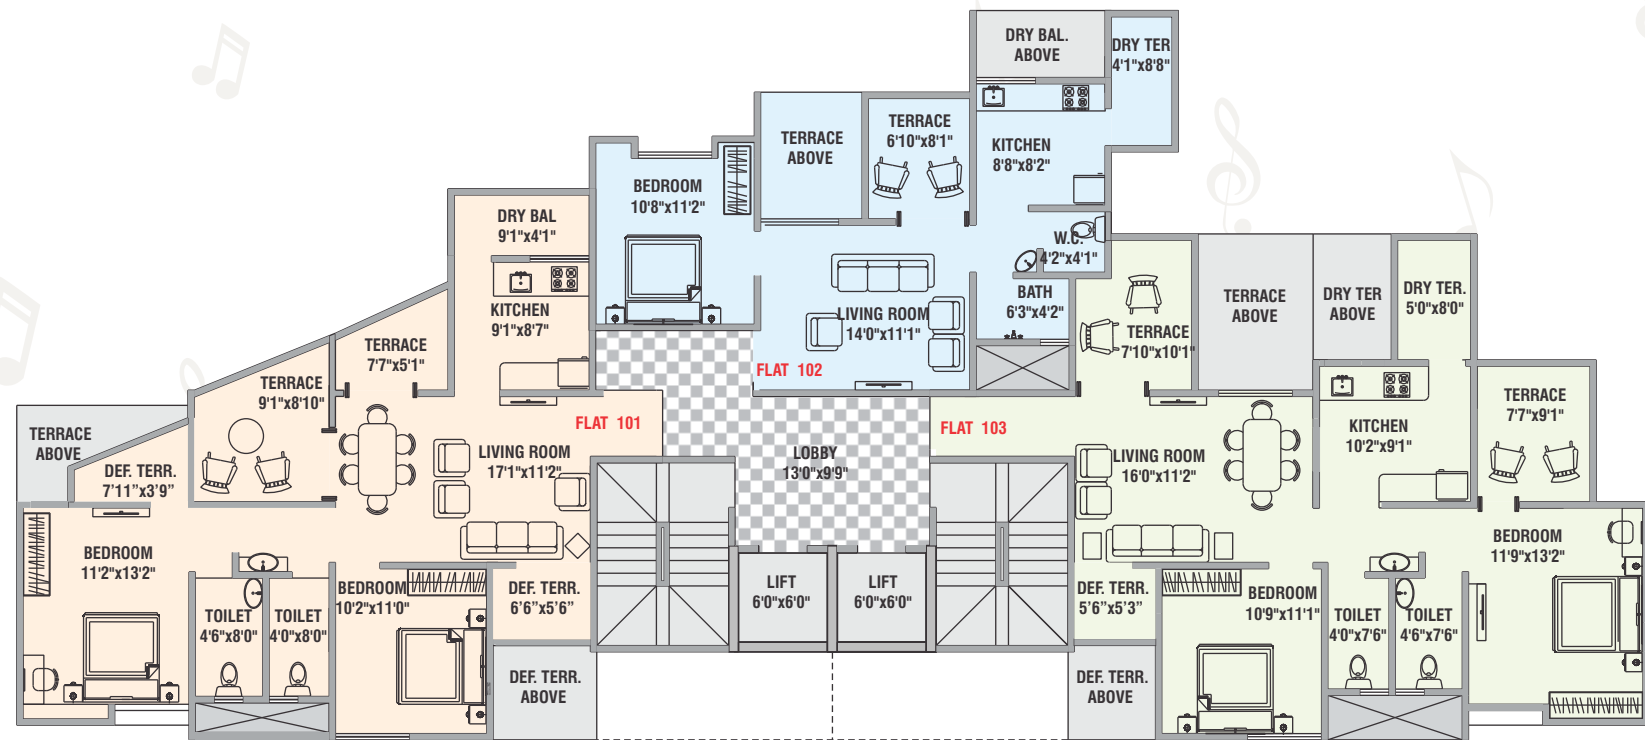 DRY BAL.
ABOVE
DRY TER
4'1"x8'8"
TERRACE
ABOVE
TERRACE
6'10"x8'1"
KITCHEN
8'8"x8'2"
BEDROOM
10'8"x11'2"
W.C.
4'2"x4'1"
BATH
6'3"x4'2"
LIVING ROOM
14'0"x11'1"
FLAT 102
DRY BAL
9'1"x4'1"
KITCHEN
9'1"x8'7"
TERRACE
7'7"x5'1"
TERRACE
9'1"x8'10"
TERRACE
ABOVE
DEF. TERR.
7'11”x3’9”
FLAT 101
LIVING ROOM
17'1"x11'2"
BEDROOM
11'2"x13'2"
TOILET
4'6"x8'0"
TOILET
4'0"x8'0"
BEDROOM
10'2"x11'0"
DEF. TERR.
6’6”x5’6”
DEF. TERR.
ABOVE
LOBBY
13'0"x9'9"
LIFT
6'0"x6'0"
LIFT
6'0"x6'0"
TERRACE
7'10"x10'1"
TERRACE
ABOVE
DRY TER
ABOVE
DRY TER.
5'0"x8'0"
FLAT 103
LIVING ROOM
16'0"x11'2"
KITCHEN
10'2"x9'1"
TERRACE
7'7"x9'1"
BEDROOM
11'9"x13'2"
DEF. TERR.
5’6”x5’3”
BEDROOM
10'9"x11'1"
TOILET
4'0"x7'6"
TOILET
4'6"x7'6"
DEF. TERR.
ABOVE